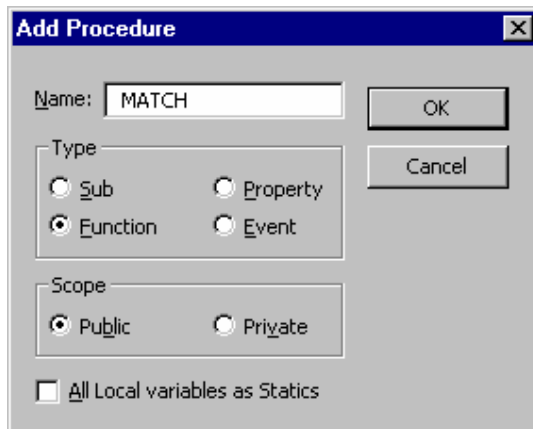 Add Procedure
Name: MATCH
OK
Cancel
Type
Sub
Property
Function
Event
Scope
Public
Private
All Local variables as Statics